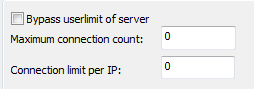 Bypass userlimit of server
Maximum connection count: 0
Connection limit per IP: 0